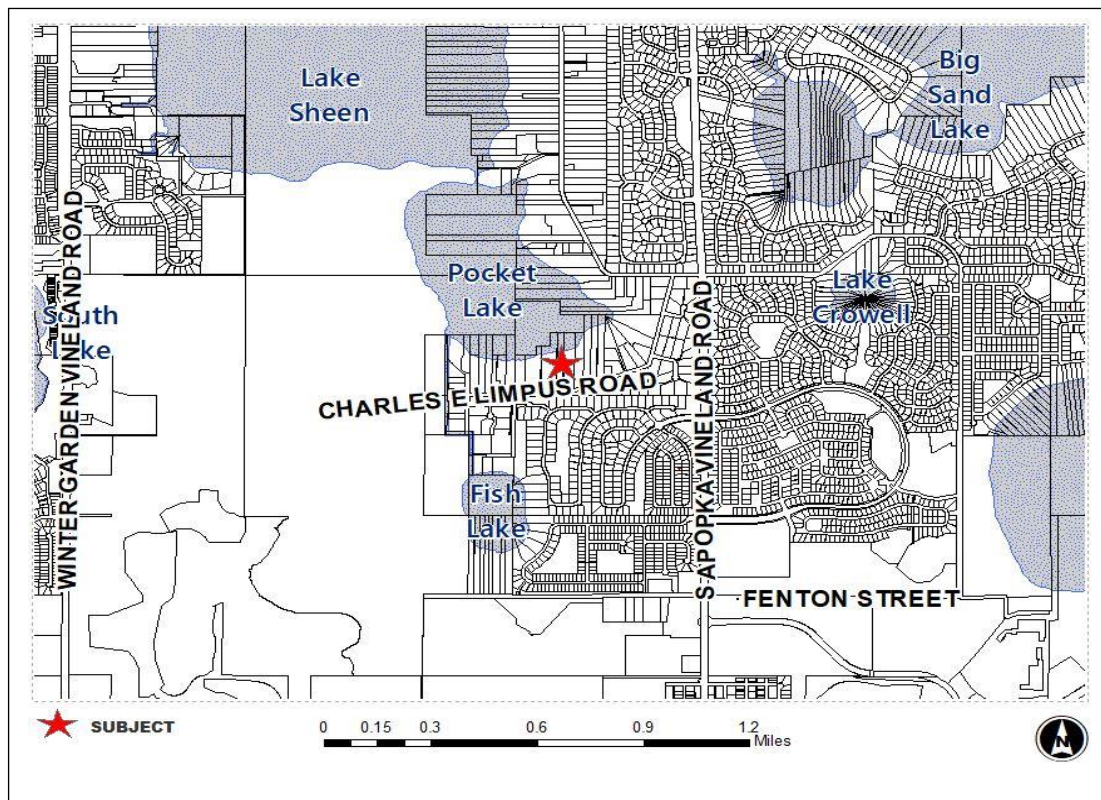 Lake
Sheen
Big
Sand
Lake
Pocket
Lake
Lake
Crowell
South
Lake
WINTER GARDEN VINELAND ROAD
CHARLES E LIMPUS ROAD
S APOPKA VINELAND ROAD
Fish
Lake
FENTON STREET
SUBJECT
0 0.15 0.3 0.6 0.9 1.2
Miles
N